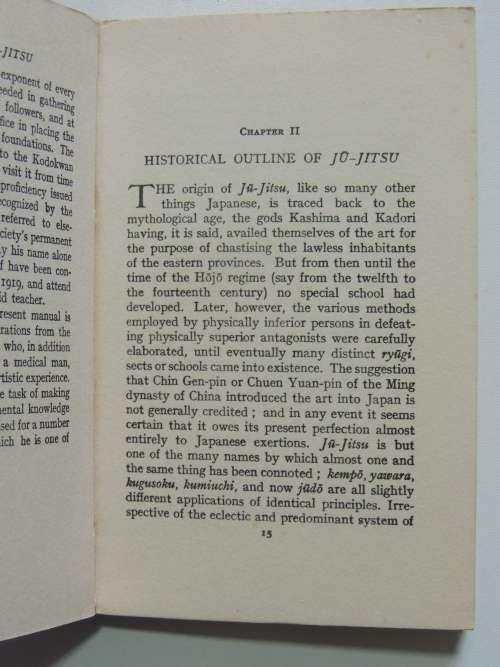 -JITSU
exponent of every
eeded in gathering
followers, and at
fice in placing the
foundations. The
to the Kodokwan
visit it from time
proficiency issued
cognized by the
referred to else-
ciety's permanent
by his name alone
f have been con-
1919, and attend
id teacher.
resent manual is
rations from the
who, in addition
a medical man,
rtistic experience.
e task of making
mental knowledge
sed for a number
hich he is one of
CHAPTER II
HISTORICAL OUTLINE OF JŪ-JITSU
THE origin of Jū-Jitsu, like so many other
things Japanese, is traced back to the
mythological age, the gods Kashima and Kadori
having, it is said, availed themselves of the art for
the purpose of chastising the lawless inhabitants
of the eastern provinces. But from then until the
time of the Hōjō regime (say from the twelfth to
the fourteenth century) no special school had
developed. Later, however, the various methods
employed by physically inferior persons in defeat-
ing physically superior antagonists were carefully
elaborated, until eventually many distinct ryūgi,
sects or schools came into existence. The suggestion
that Chin Gen-pin or Chuen Yuan-pin of the Ming
dynasty of China introduced the art into Japan is
not generally credited ; and in any event it seems
certain that it owes its present perfection almost
entirely to Japanese exertions. Jū-Jitsu is but
one of the many names by which almost one and
the same thing has been connoted ; kempō, yawara,
kugusoku, kumiuchi, and now jūdō are all slightly
different applications of identical principles. Irre-
spective of the eclectic and predominant system of
15